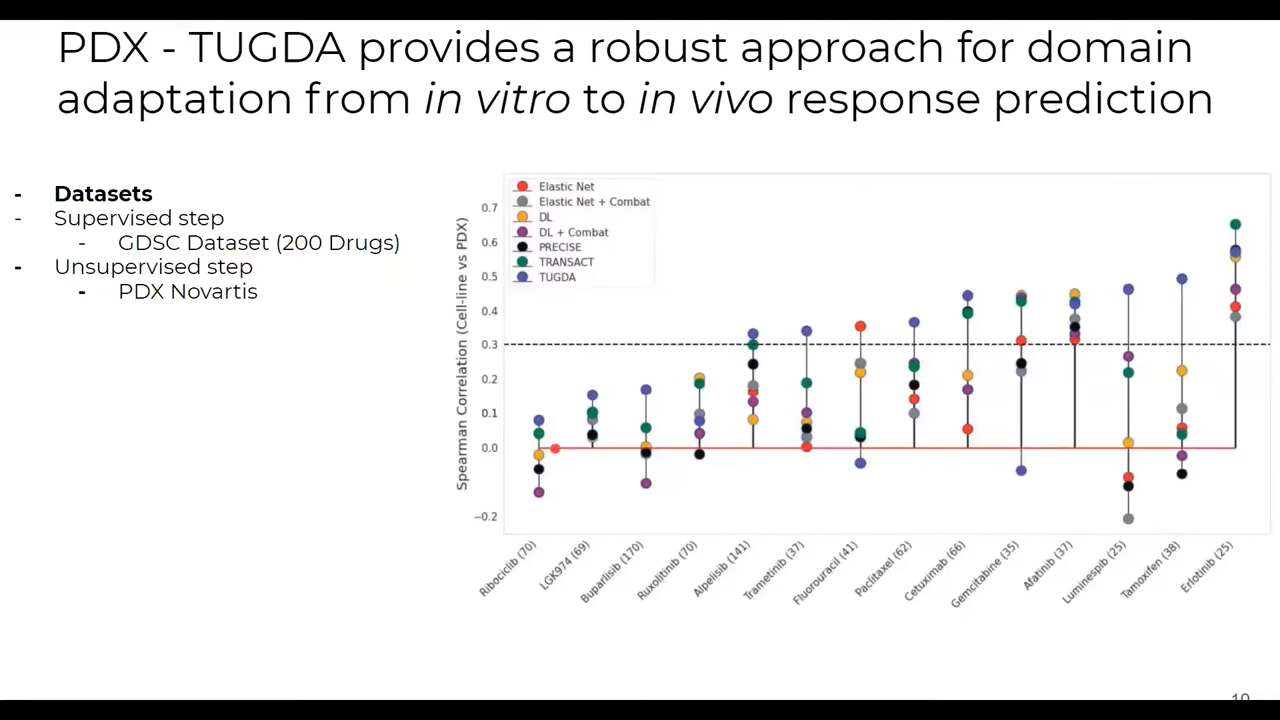 PDX - TUGDA provides a robust approach for domain
adaptation from in vitro to in vivo response prediction
- Datasets
- Supervised step
- GDSC Dataset (200 Drugs)
- Unsupervised step
- PDX Novartis
Elastic Net
Elastic Net + Combat
DL
DL + Combat
PRECISE
TRANSACT
TUGDA
Spearman Correlation (Cell-line vs PDX)
0.7
0.6
0.5
0.4
0.3
0.2
0.1
0.0
−0.2
Ribociclib (70)
LGK974 (69)
Buparlisib (170)
Ruxolitinib (70)
Alpelisib (141)
Trametinib (37)
Fluorouracil (41)
Paclitaxel (62)
Cetuximab (66)
Gemcitabine (35)
Afatinib (37)
Luminespib (25)
Tamoxifen (38)
Erlotinib (25)
10